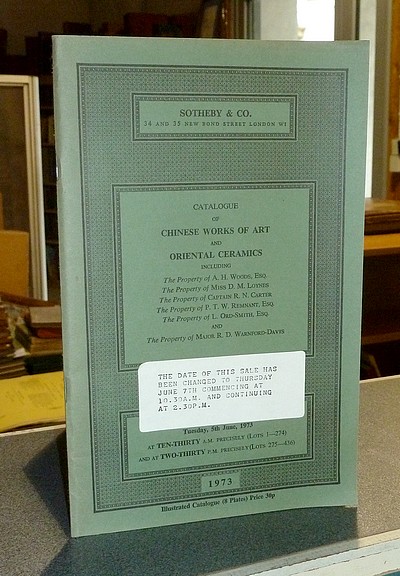 SOTHEBY & CO.
34 AND 35 NEW BOND STREET LONDON W1
CATALOGUE
OF
CHINESE WORKS OF ART
AND
ORIENTAL CERAMICS
INCLUDING
The Property of A. H. WOODS, ESQ.
The Property of MISS D. M. LOYNES
The Property of CAPTAIN R. N. CARTER
The Property of P. T. W. REMNANT, ESQ.
The Property of L. ORD-SMITH, ESQ.
AND
The Property of MAJOR R. D. WARNFORD-DAVIS
THE DATE OF THIS SALE HAS
BEEN CHANGED TO THURSDAY
JUNE 7TH COMMENCING AT
10.30A.M. AND CONTINUING
AT 2.30P.M.
Tuesday, 5th June, 1973
AT TEN-THIRTY A.M. PRECISELY (LOTS 1—274)
AND AT TWO-THIRTY P.M. PRECISELY (LOTS 275—436)
1973
Illustrated Catalogue (8 Plates) Price 30p